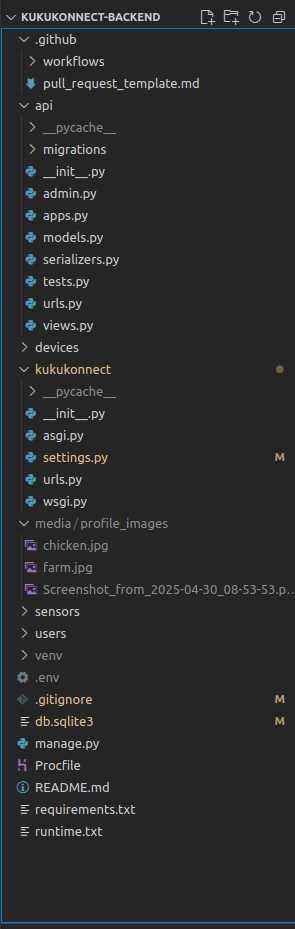 KUKUKONNECT-BACKEND
.github
workflows
pull_request_template.md
api
__pycache__
migrations
__init__.py
admin.py
apps.py
models.py
serializers.py
tests.py
urls.py
views.py
devices
kukukonnect
__pycache__
__init__.py
asgi.py
settings.py M
urls.py
wsgi.py
media/profile_images
chicken.jpg
farm.jpg
Screenshot_from_2025-04-30_08-53-53.p...
sensors
users
venv
.env
.gitignore M
db.sqlite3 M
manage.py
Procfile
README.md
requirements.txt
runtime.txt